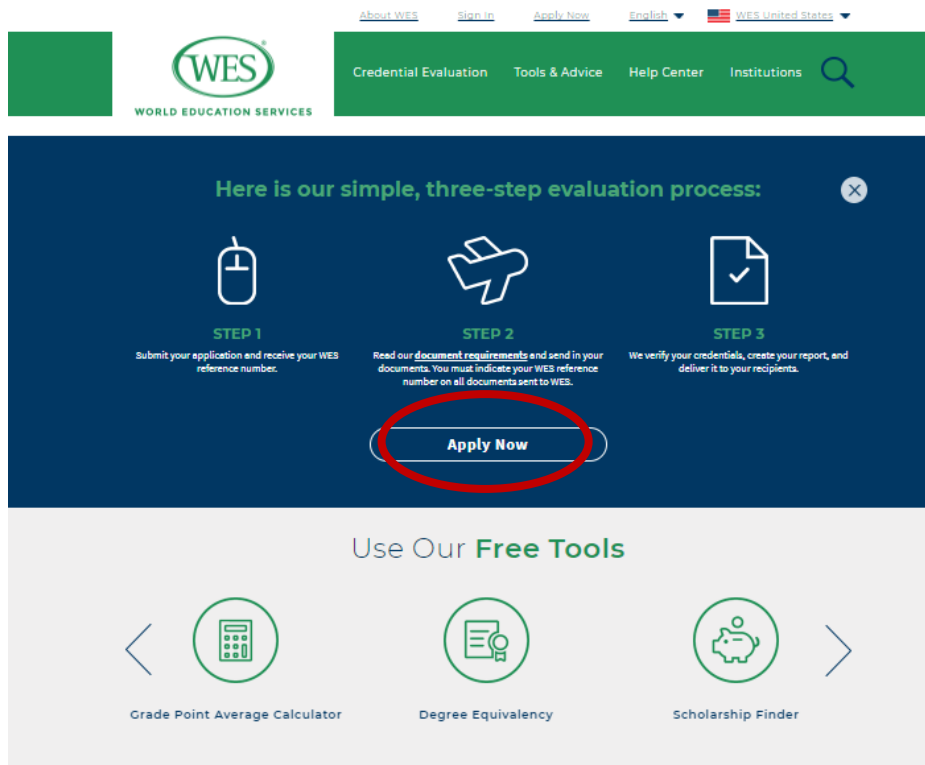 About WES Sign In Apply Now English WES United States
WES
WORLD EDUCATION SERVICES
Credential Evaluation Tools & Advice Help Center Institutions
Here is our simple, three-step evaluation process:
STEP 1
Submit your application and receive your WES
reference number.
STEP 2
Read our document requirements and send in your
documents. You must indicate your WES reference
number on all documents sent to WES.
STEP 3
We verify your credentials, create your report, and
deliver it to your recipients.
Apply Now
Use Our Free Tools
Grade Point Average Calculator
Degree Equivalency
Scholarship Finder